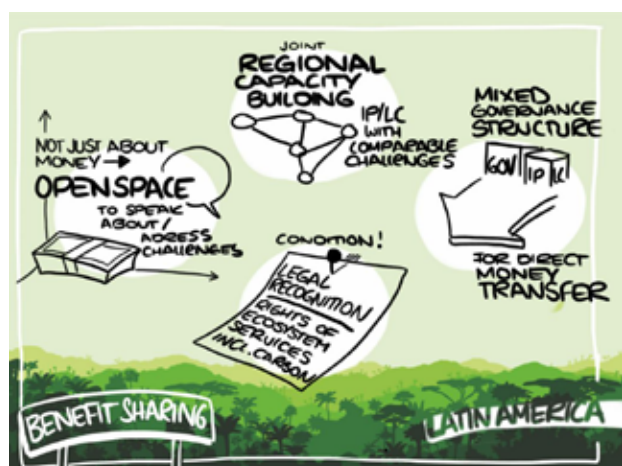 JOINT
REGIONAL
CAPACITY
BUILDING
IP/LC
WITH
COMPARABLE
CHALLENGES
MIXED
GOVERNANCE
STRUCTURE
GOV IP LC
FOR DIRECT
MONEY
TRANSFER
NOT JUST ABOUT
MONEY →
OPEN SPACE
TO SPEAK
ABOUT/
ADRESS
CHALLENGES
CONDITION!
LEGAL
RECOGNITION
RIGHTS OF
ECOSYSTEM
SERVICES
INCL. CARBON
BENEFIT SHARING
LATIN AMERICA